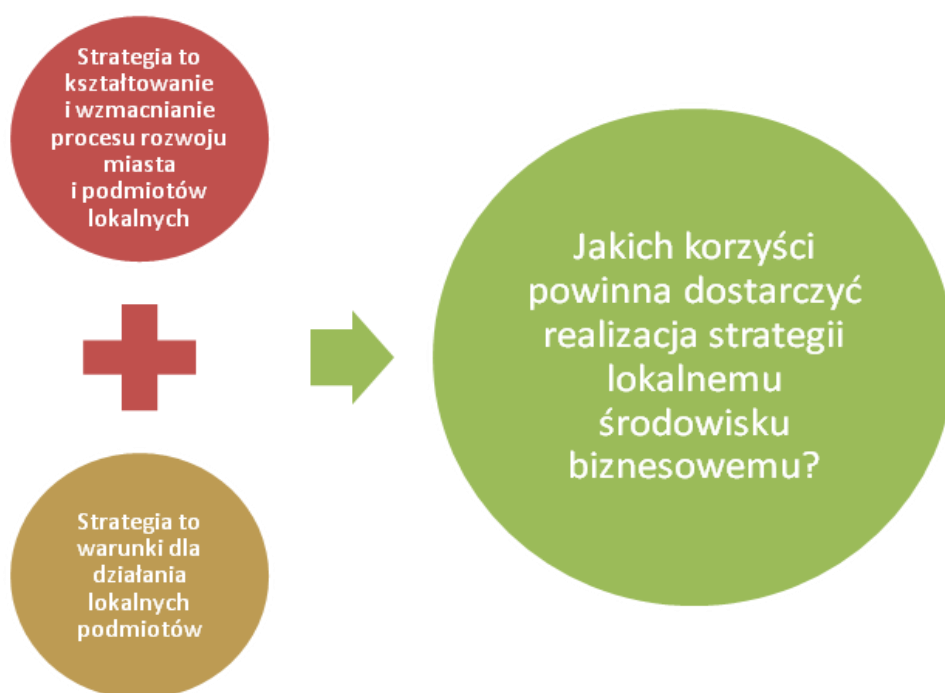 Strategia to
kształtowanie
i wzmacnianie
procesu rozwoju
miasta
i podmiotów
lokalnych
Strategia to
warunki dla
działania
lokalnych
podmiotów
Jakich korzyści
powinna dostarczyć
realizacja strategii
lokalnemu
środowisku
biznesowemu?